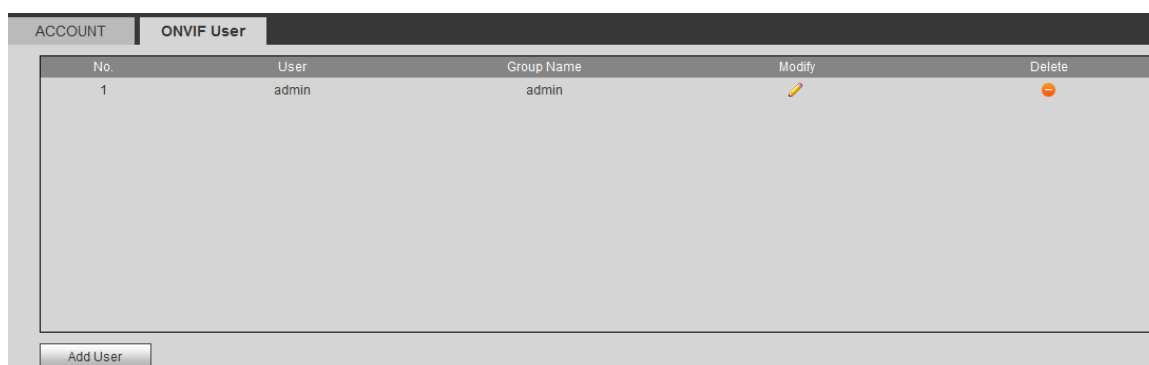 ACCOUNT ONVIF User
No. User Group Name Modify Delete
1 admin admin
Add User